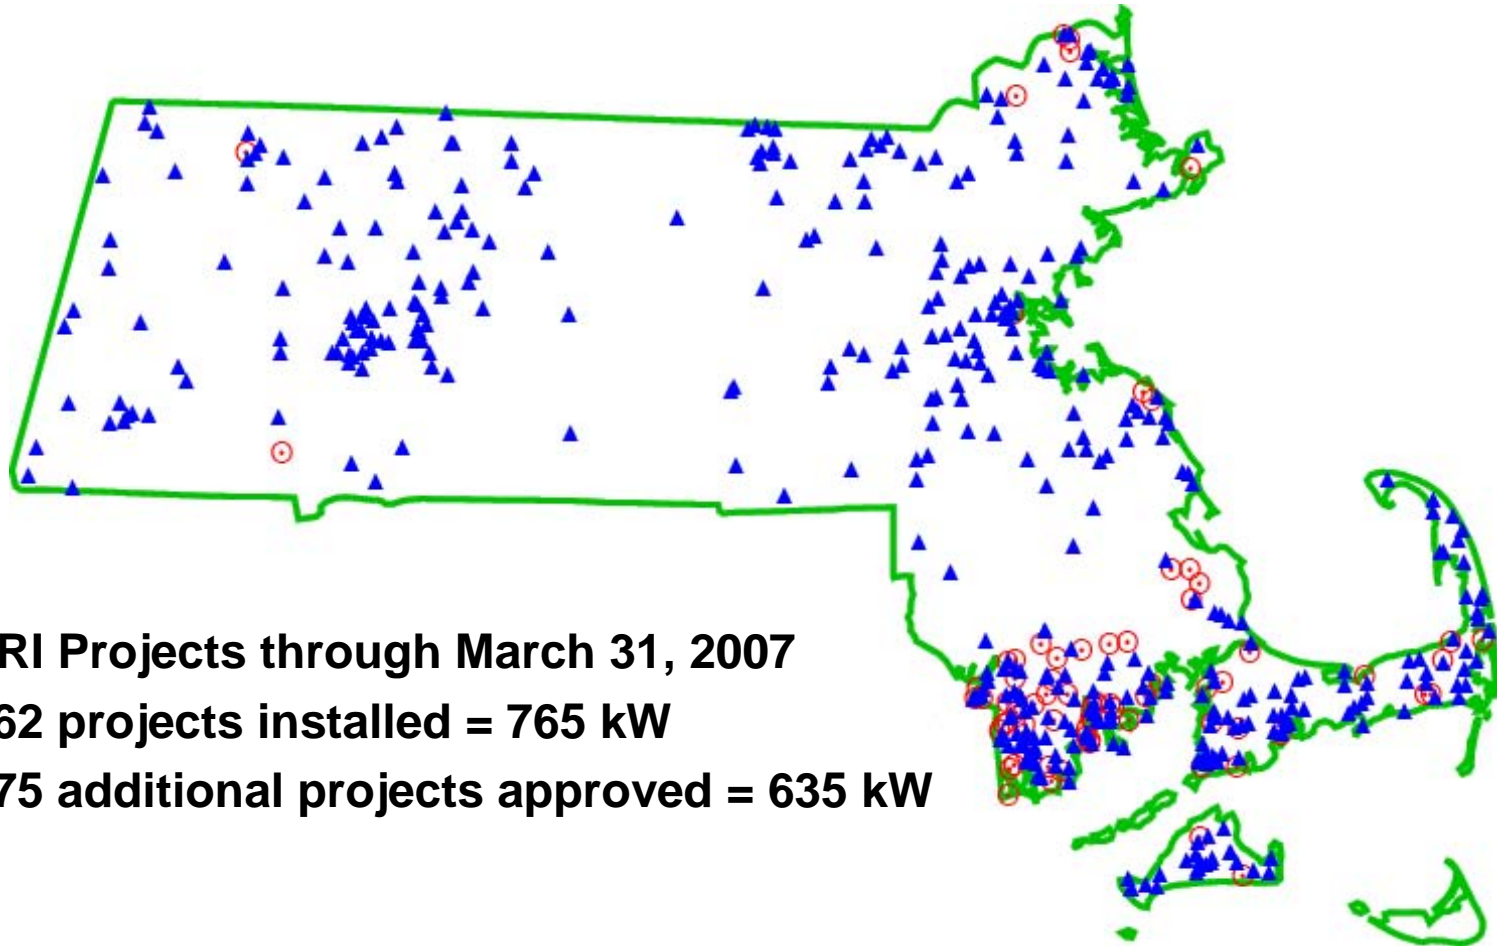 RI Projects through March 31, 2007
62 projects installed = 765 kW
75 additional projects approved = 635 kW